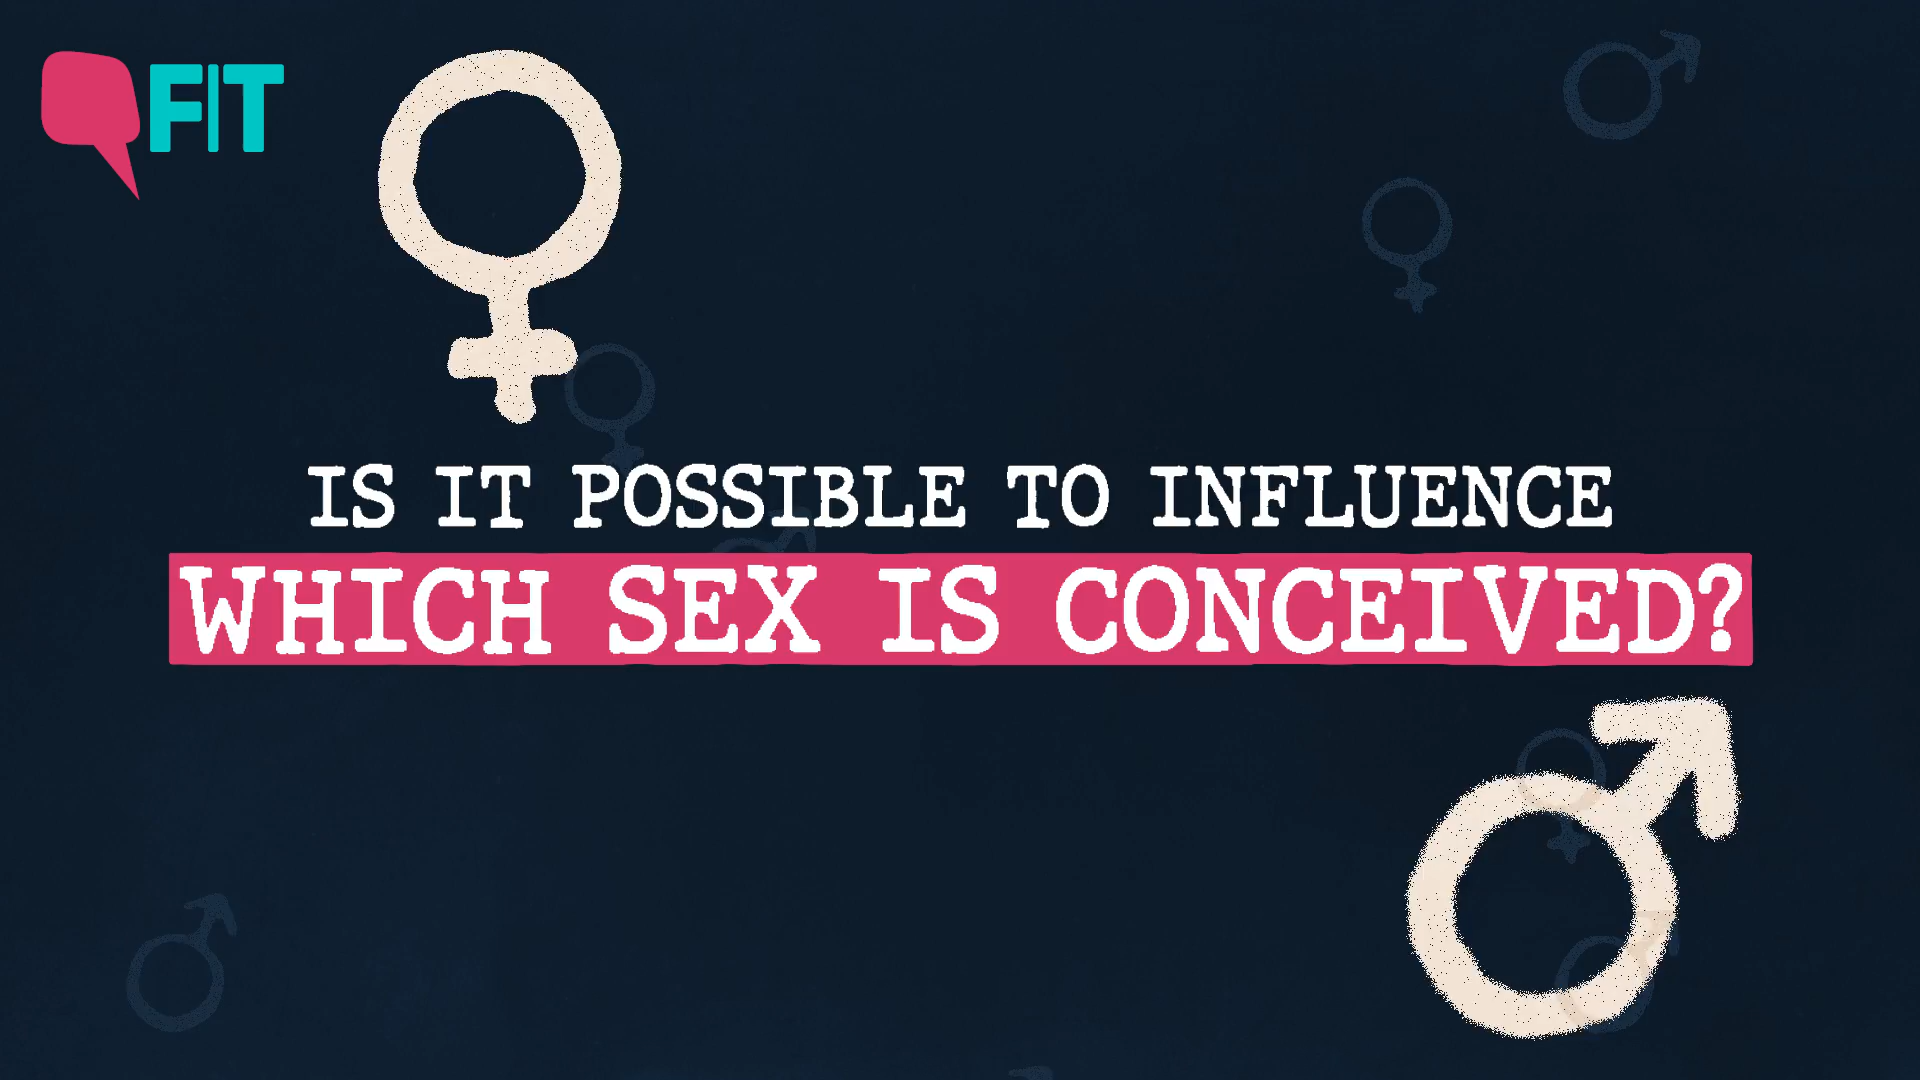 FIT
IS IT POSSIBLE TO INFLUENCE
WHICH SEX IS CONCEIVED?